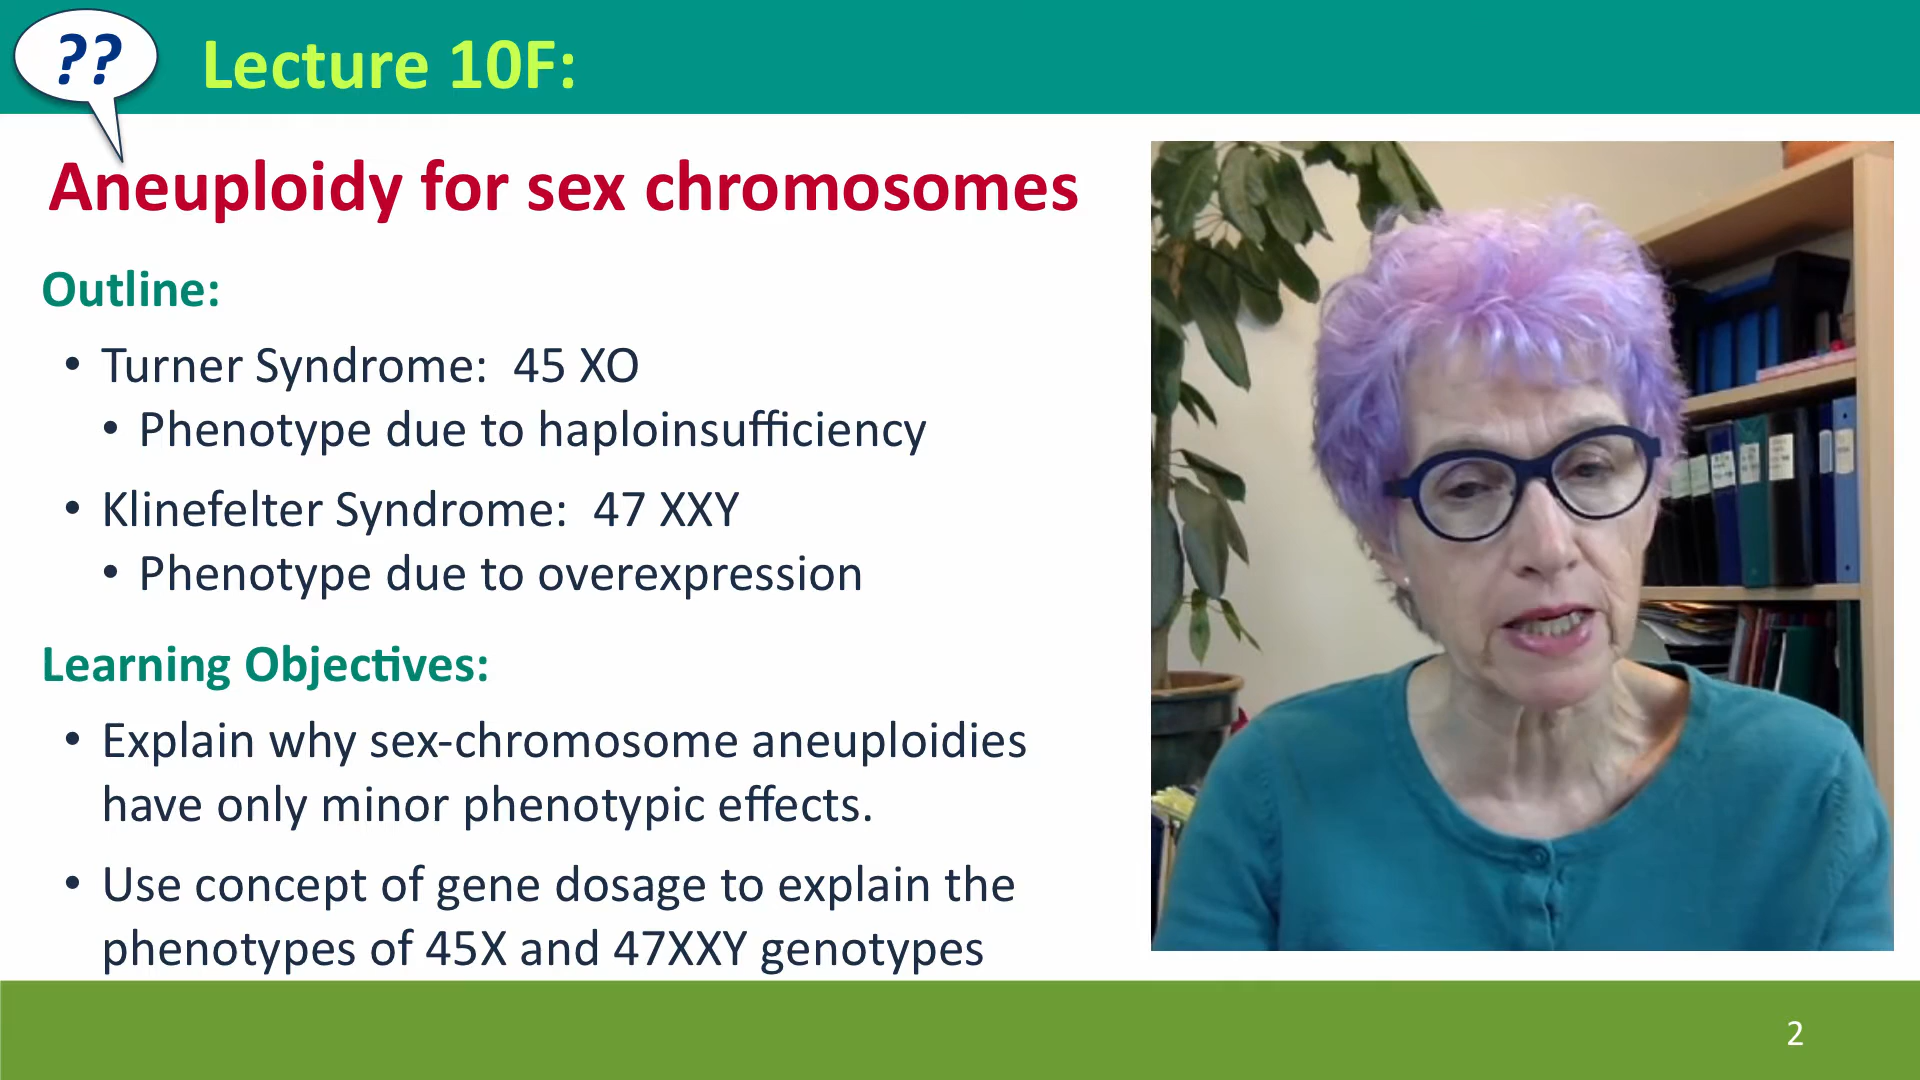 ??
Lecture 10F:
Aneuploidy for sex chromosomes
Outline:
• Turner Syndrome: 45 XO
• Phenotype due to haploinsufficiency
• Klinefelter Syndrome: 47 XXY
• Phenotype due to overexpression
Learning Objectives:
• Explain why sex-chromosome aneuploidies
have only minor phenotypic effects.
• Use concept of gene dosage to explain the
phenotypes of 45X and 47XXY genotypes
2